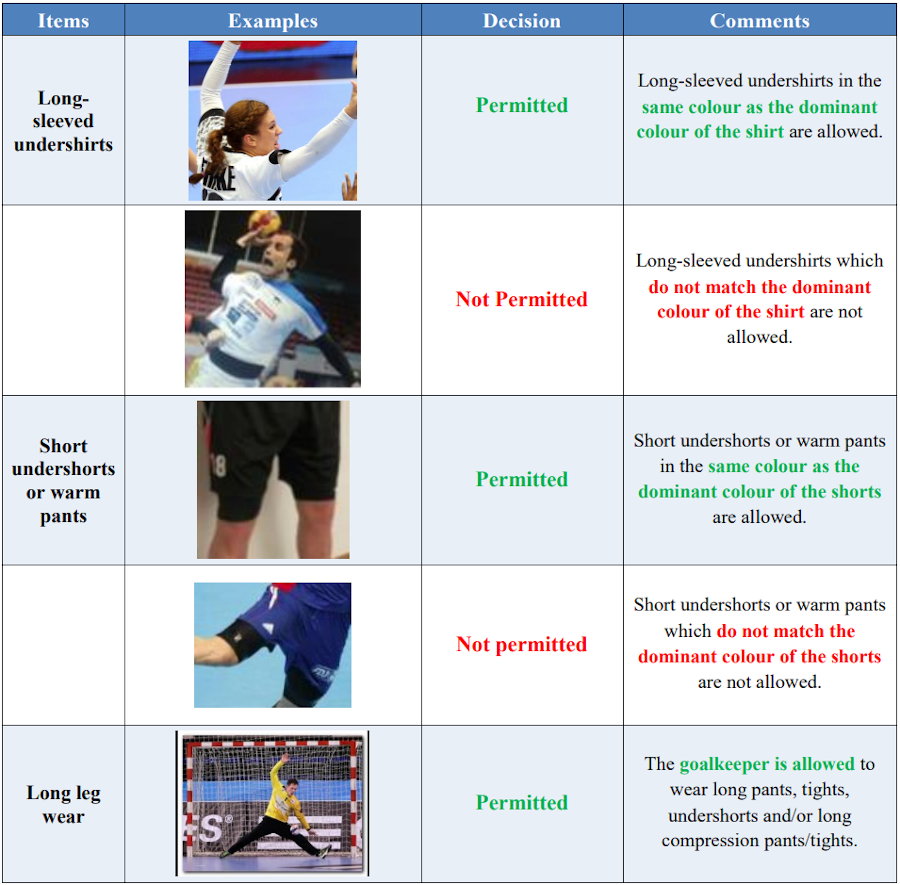 Items
Examples
Decision
Comments
Long-
sleeved
undershirts
KE
Permitted
Long-sleeved undershirts in the
same colour as the dominant
colour of the shirt are allowed.
Not Permitted
Long-sleeved undershirts which
do not match the dominant
colour of the shirt are not
allowed.
Short
undershorts
or warm
pants
18
Permitted
Short undershorts or warm pants
in the same colour as the
dominant colour of the shorts
are allowed.
Not permitted
Short undershorts or warm pants
which do not match the
dominant colour of the shorts
are not allowed.
Long leg
wear
Permitted
The goalkeeper is allowed to
wear long pants, tights,
undershorts and/or long
compression pants/tights.